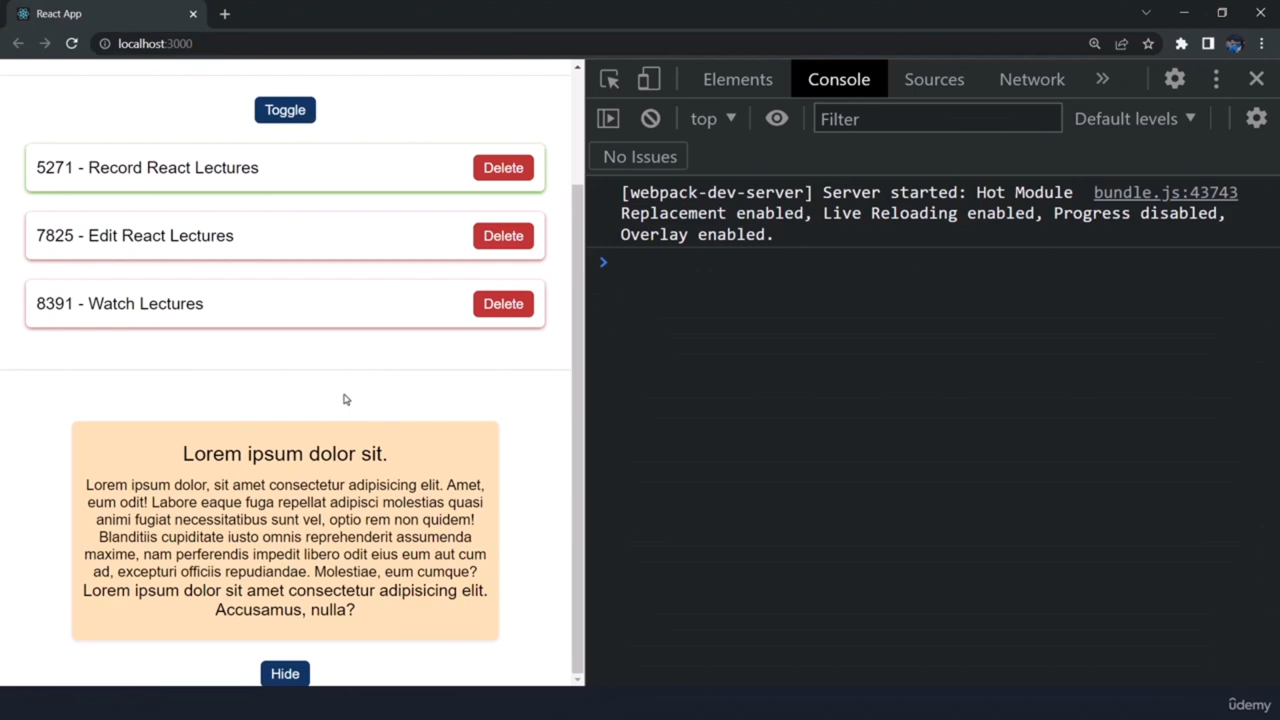 React App
localhost:3000
Toggle
5271 - Record React Lectures
Delete
7825 - Edit React Lectures
Delete
8391 - Watch Lectures
Delete
Lorem ipsum dolor sit.
Lorem ipsum dolor, sit amet consectetur adipisicing elit. Amet,
eum odit! Labore eaque fuga repellat adipisci molestias quasi
animi fugiat necessitatibus sunt vel, optio rem non quidem!
Blanditiis cupiditate iusto omnis reprehenderit assumenda
maxime, nam perferendis impedit libero odit eius eum aut cum
ad, excepturi officiis repudiandae. Molestiae, eum cumque?
Lorem ipsum dolor sit amet consectetur adipisicing elit.
Accusamus, nulla?
Hide
Elements Console Sources Network
top Filter Default levels
No Issues
[webpack-dev-server] Server started: Hot Module bundle.js:43743
Replacement enabled, Live Reloading enabled, Progress disabled,
Overlay enabled.
ûdemy